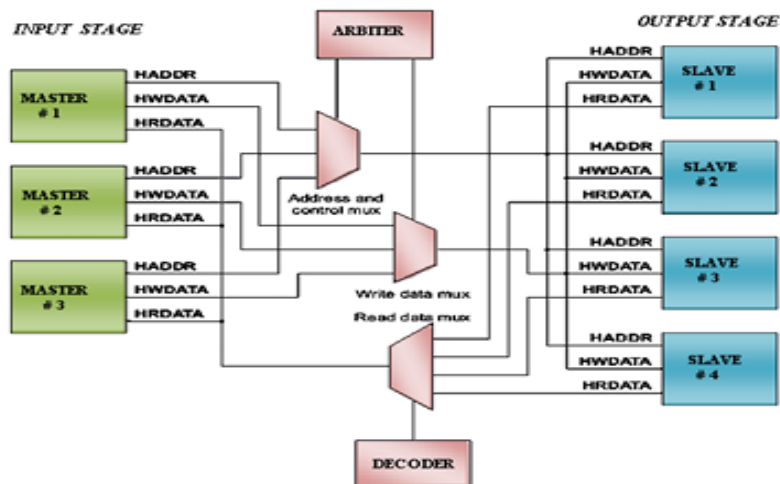 INPUT STAGE
ARBITER
OUTPUT STAGE
MASTER
# 1
HADDR
HWDATA
HRDATA
MASTER
# 2
HADDR
HWDATA
HRDATA
MASTER
# 3
HADDR
HWDATA
HRDATA
Address and
control mux
Write data mux
Read data mux
DECODER
HADDR
HWDATA
HRDATA
SLAVE
# 1
HADDR
HWDATA
HRDATA
SLAVE
# 2
HADDR
HWDATA
HRDATA
SLAVE
# 3
HADDR
HWDATA
HRDATA
SLAVE
# 4